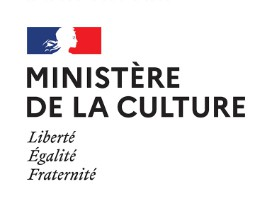 MINISTÈRE
DE LA CULTURE
Liberté
Égalité
Fraternité